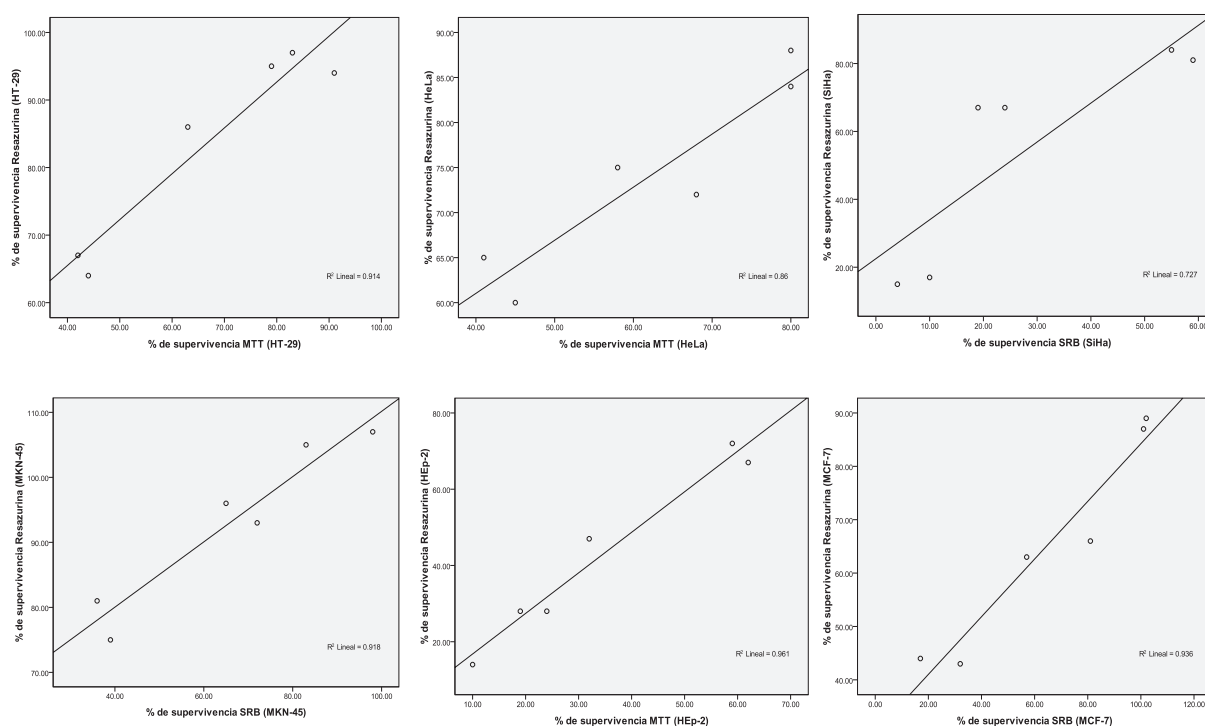 % de supervivencia Resazurina (HT-29)
100.00
90.00
80.00
70.00
60.00
R² Lineal = 0.914
40.00 50.00 60.00 70.00 80.00 90.00 100.00
% de supervivencia MTT (HT-29)
% de supervivencia Resazurina (HeLa)
90.00
85.00
80.00
75.00
70.00
65.00
60.00
R² Lineal = 0.86
40.00 50.00 60.00 70.00 80.00
% de supervivencia MTT (HeLa)
% de supervivencia Resazurina (SiHa)
80.00
60.00
40.00
20.00
R² Lineal = 0.727
0.00 10.00 20.00 30.00 40.00 50.00 60.00
% de supervivencia SRB (SiHa)
% de supervivencia Resazurina (MKN-45)
110.00
100.00
90.00
80.00
70.00
R² Lineal = 0.918
40.00 60.00 80.00 100.00
% de supervivencia SRB (MKN-45)
% de supervivencia Resazurina (HEp-2)
80.00
60.00
40.00
20.00
R² Lineal = 0.961
10.00 20.00 30.00 40.00 50.00 60.00 70.00
% de supervivencia MTT (HEp-2)
% de supervivencia Resazurina (MCF-7)
90.00
80.00
70.00
60.00
50.00
40.00
R² Lineal = 0.936
0.00 20.00 40.00 60.00 80.00 100.00 120.00
% de supervivencia SRB (MCF-7)